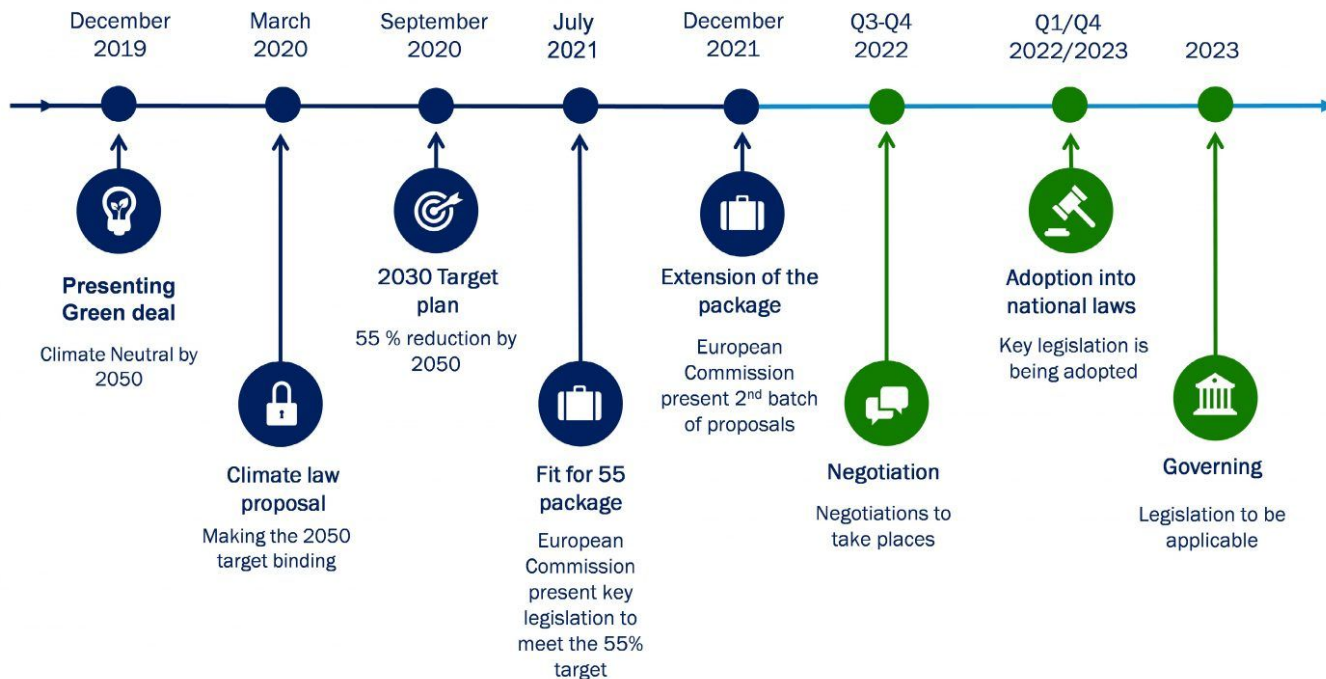 December
2019
March
2020
September
2020
July
2021
December
2021
Q3-Q4
2022
Q1/Q4
2022/2023
2023
Presenting
Green deal
Climate Neutral by
2050
Climate law
proposal
Making the 2050
target binding
2030 Target
plan
55 % reduction by
2050
Fit for 55
package
European
Commission
present key
legislation to
meet the 55%
target
Extension of the
package
European
Commission
present 2nd batch
of proposals
Negotiation
Negotiations to
take places
Adoption into
national laws
Key legislation is
being adopted
Governing
Legislation to be
applicable